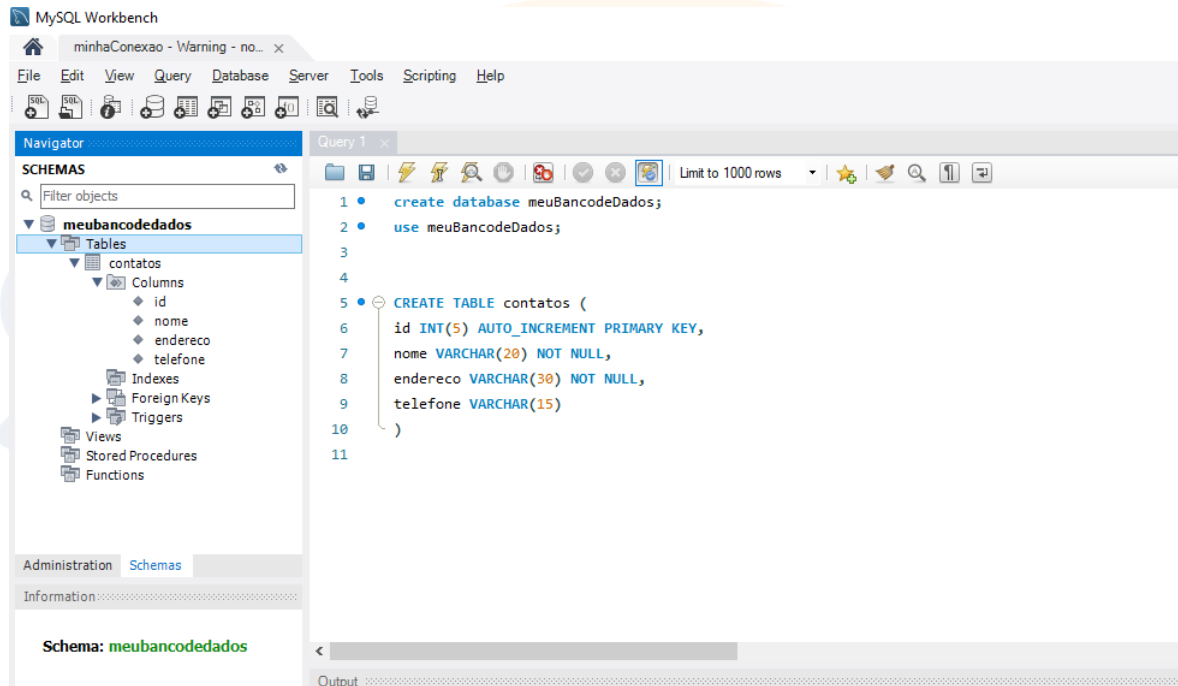 MySQL Workbench
minhaConexao - Warning - no...
File Edit View Query Database Server Tools Scripting Help
Navigator
SCHEMAS
Filter objects
meubancodedados
Tables
contatos
Columns
id
nome
endereco
telefone
Indexes
Foreign Keys
Triggers
Views
Stored Procedures
Functions
Administration Schemas
Information
Schema: meubancodedados
Query 1
Limit to 1000 rows
1 create database meuBancodeDados;
2 use meuBancodeDados;
3
4
5 CREATE TABLE contatos (
6 id INT(5) AUTO_INCREMENT PRIMARY KEY,
7 nome VARCHAR(20) NOT NULL,
8 endereco VARCHAR(30) NOT NULL,
9 telefone VARCHAR(15)
10 )
11
Output